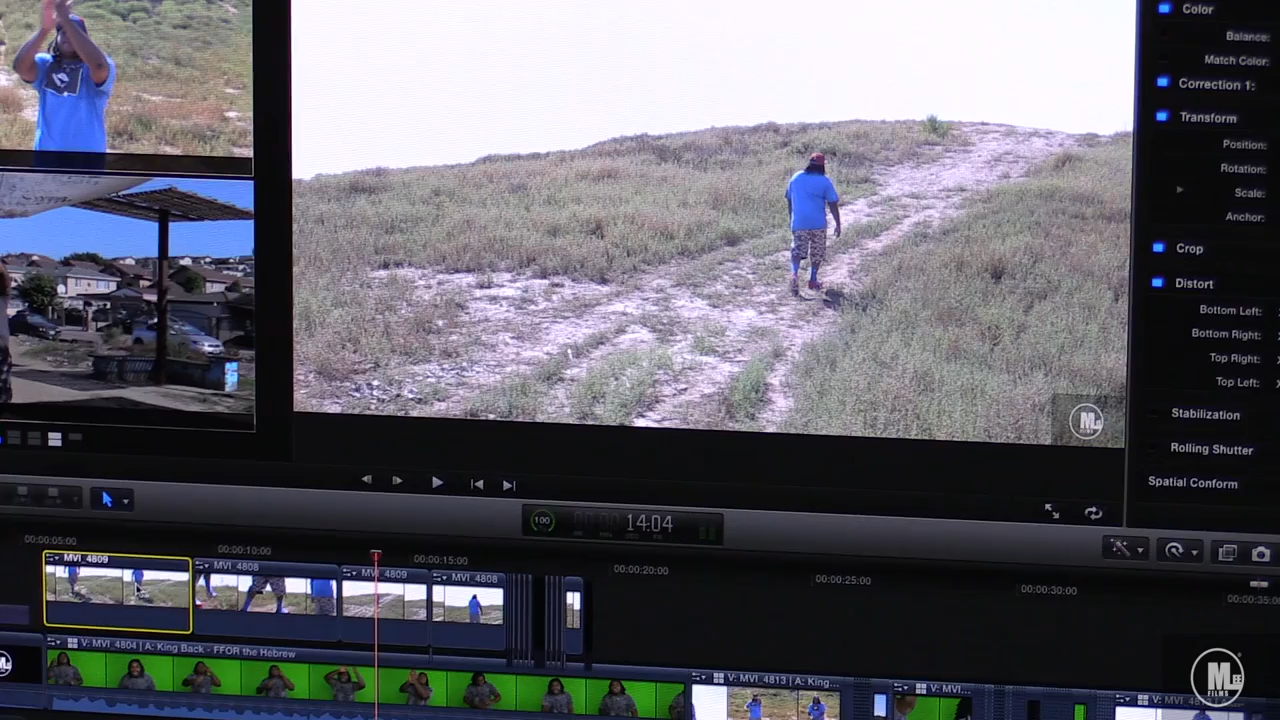 Color
Balance:
Match Color:
Correction 1:
Transform
Position:
Rotation:
Scale:
Anchor:
Crop
Distort
Bottom Left:
Bottom Right:
Top Right:
Top Left:
Stabilization
Rolling Shutter
Spatial Conform
100
14:04
00:00:05:00
00:00:10:00
00:00:15:00
00:00:20:00
00:00:25:00
00:00:30:00
00:00:35:00
MVI_4809
MVI_4808
MVI_4809
MVI_4808
V: MVI_4804 | A: King Back - FFOR the Hebrew
V: MVI_4813 | A: King...
V: MVI...
FILMS